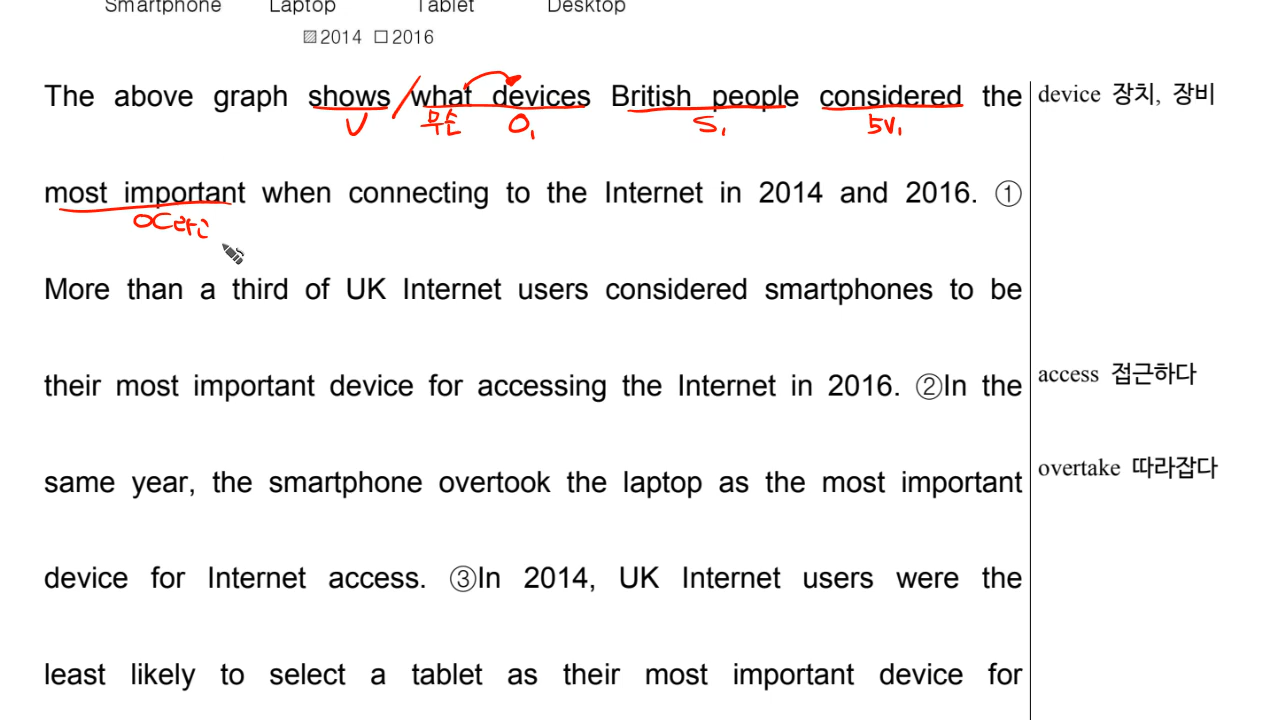 Smartphone Laptop Tablet Desktop
▨2014 □2016
The above graph shows / what devices British people considered the
device 장치, 장비
V 무슨 O₁ S₁ 5V₁
most important when connecting to the Internet in 2014 and 2016. ①
OC라고
More than a third of UK Internet users considered smartphones to be
their most important device for accessing the Internet in 2016. ②In the
access 접근하다
same year, the smartphone overtook the laptop as the most important
overtake 따라잡다
device for Internet access. ③In 2014, UK Internet users were the
least likely to select a tablet as their most important device for